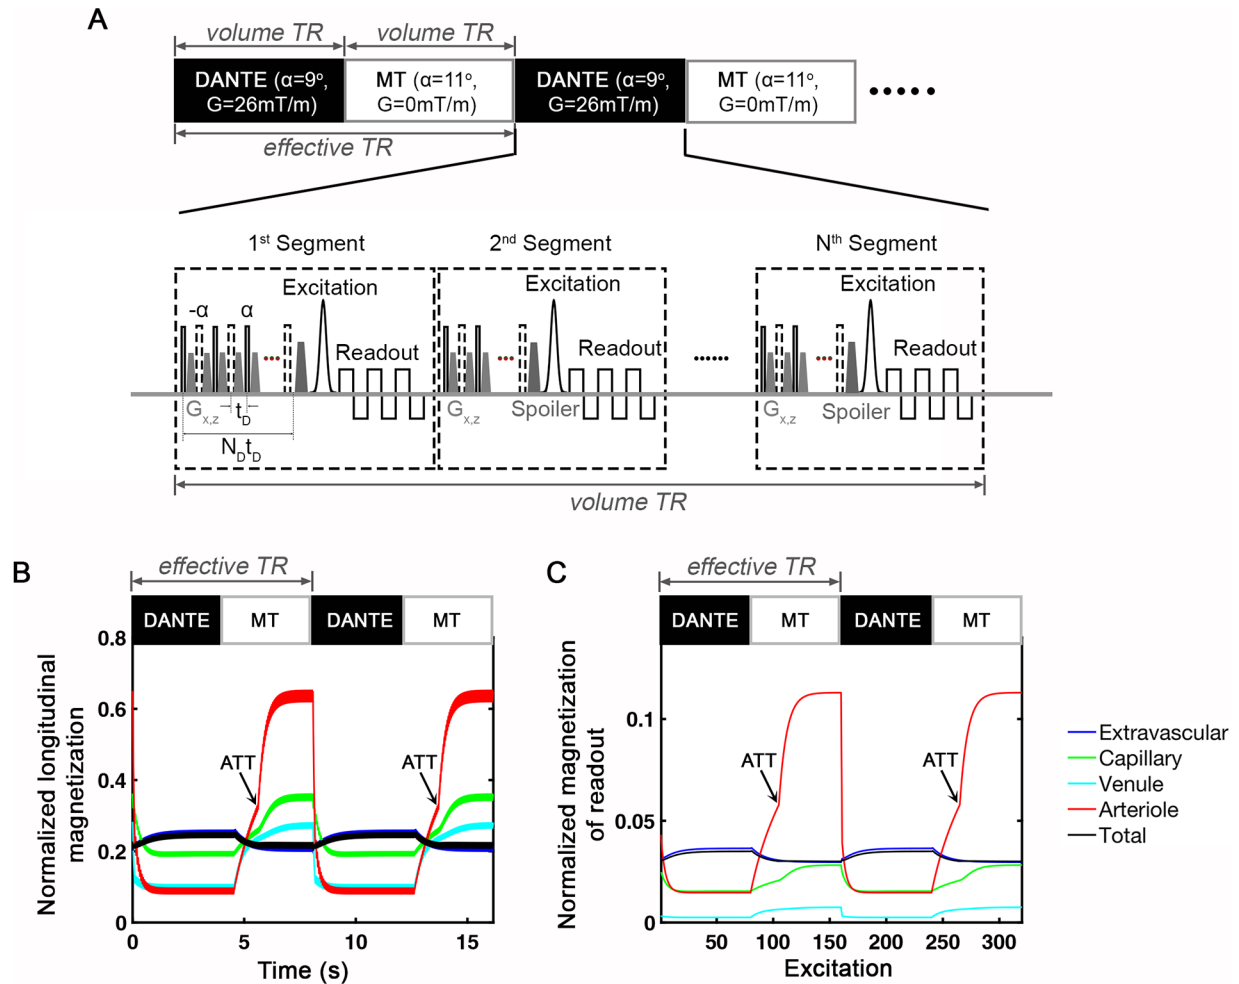 A
volume TR
volume TR
DANTE (α=9º,
G=26mT/m)
MT (α=11º,
G=0mT/m)
DANTE (α=9º,
G=26mT/m)
MT (α=11º,
G=0mT/m)
effective TR
1st Segment
2nd Segment
Nth Segment
Excitation
Excitation
Excitation
-α
α
Readout
Readout
Readout
Gx,z
tD
NDtD
Gx,z
Spoiler
Gx,z
Spoiler
volume TR
B
effective TR
DANTE
MT
DANTE
MT
Normalized longitudinal
magnetization
0.8
0.6
0.4
0.2
0
ATT
ATT
0
5
10
15
Time (s)
C
effective TR
DANTE
MT
DANTE
MT
Normalized magnetization
of readout
0.1
0.05
0
ATT
ATT
50
100
150
200
250
300
Excitation
Extravascular
Capillary
Venule
Arteriole
Total